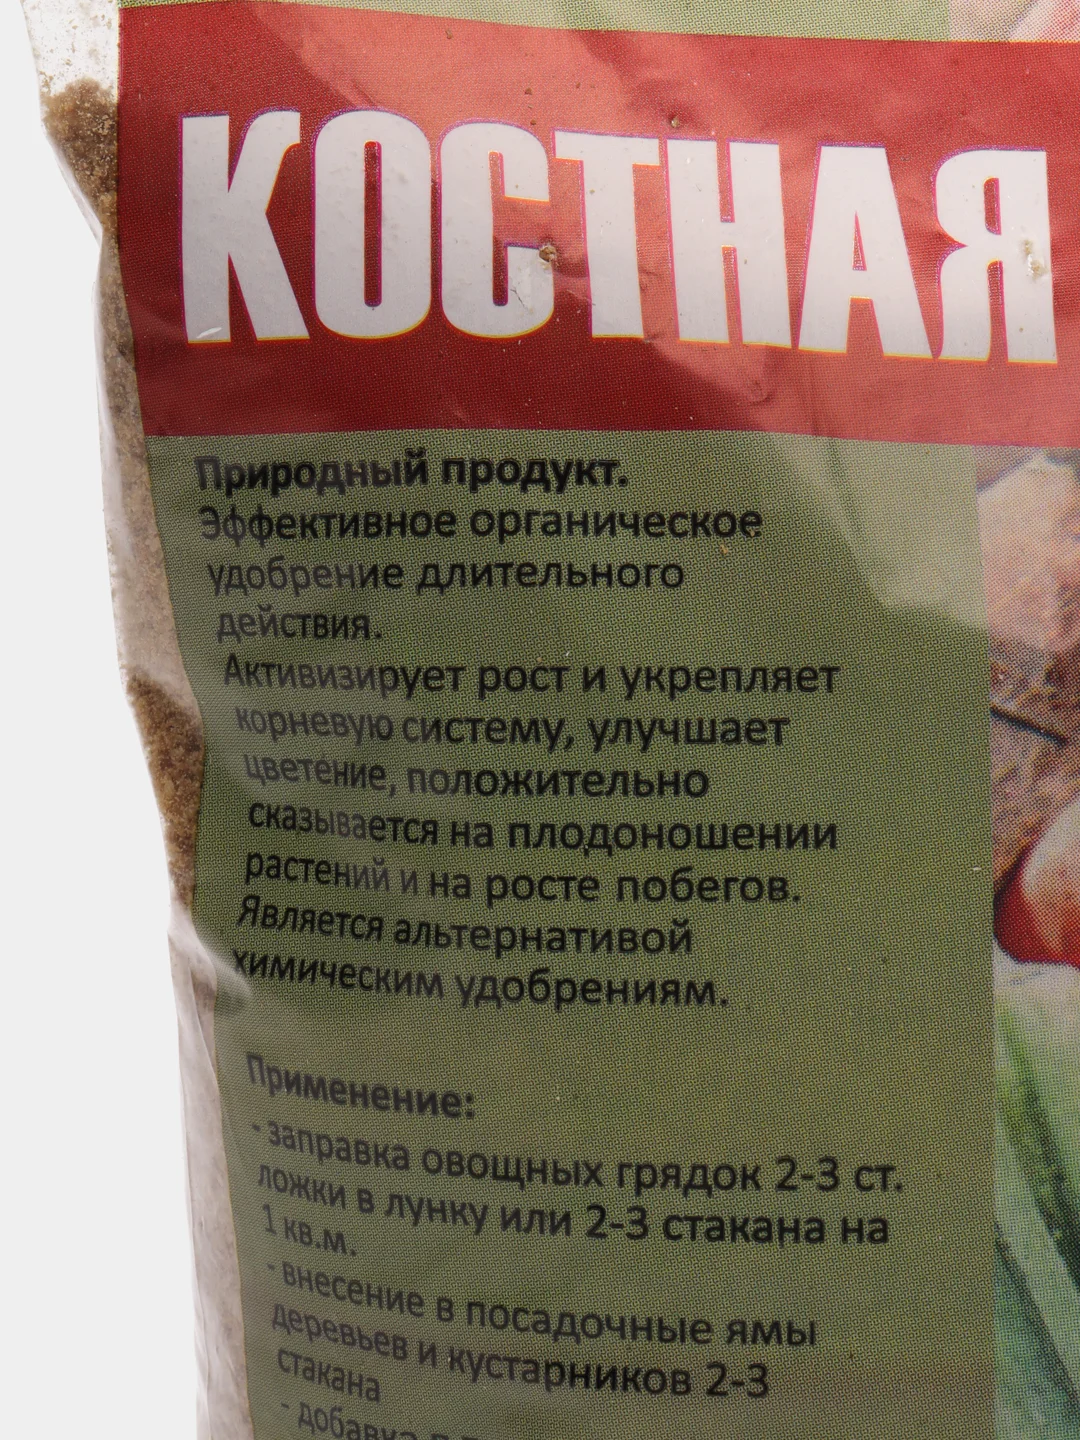 КОСТНАЯ
Природный продукт.
Эффективное органическое
удобрение длительного
действия.
Активизирует рост и укрепляет
корневую систему, улучшает
цветение, положительно
сказывается на плодоношении
растений и на росте побегов.
Является альтернативой
химическим удобрениям.
Применение:
- заправка овощных грядок 2-3 ст.
ложки в лунку или 2-3 стакана на
1 кв.м.
- внесение в посадочные ямы
деревьев и кустарников 2-3
стакана
- добавка